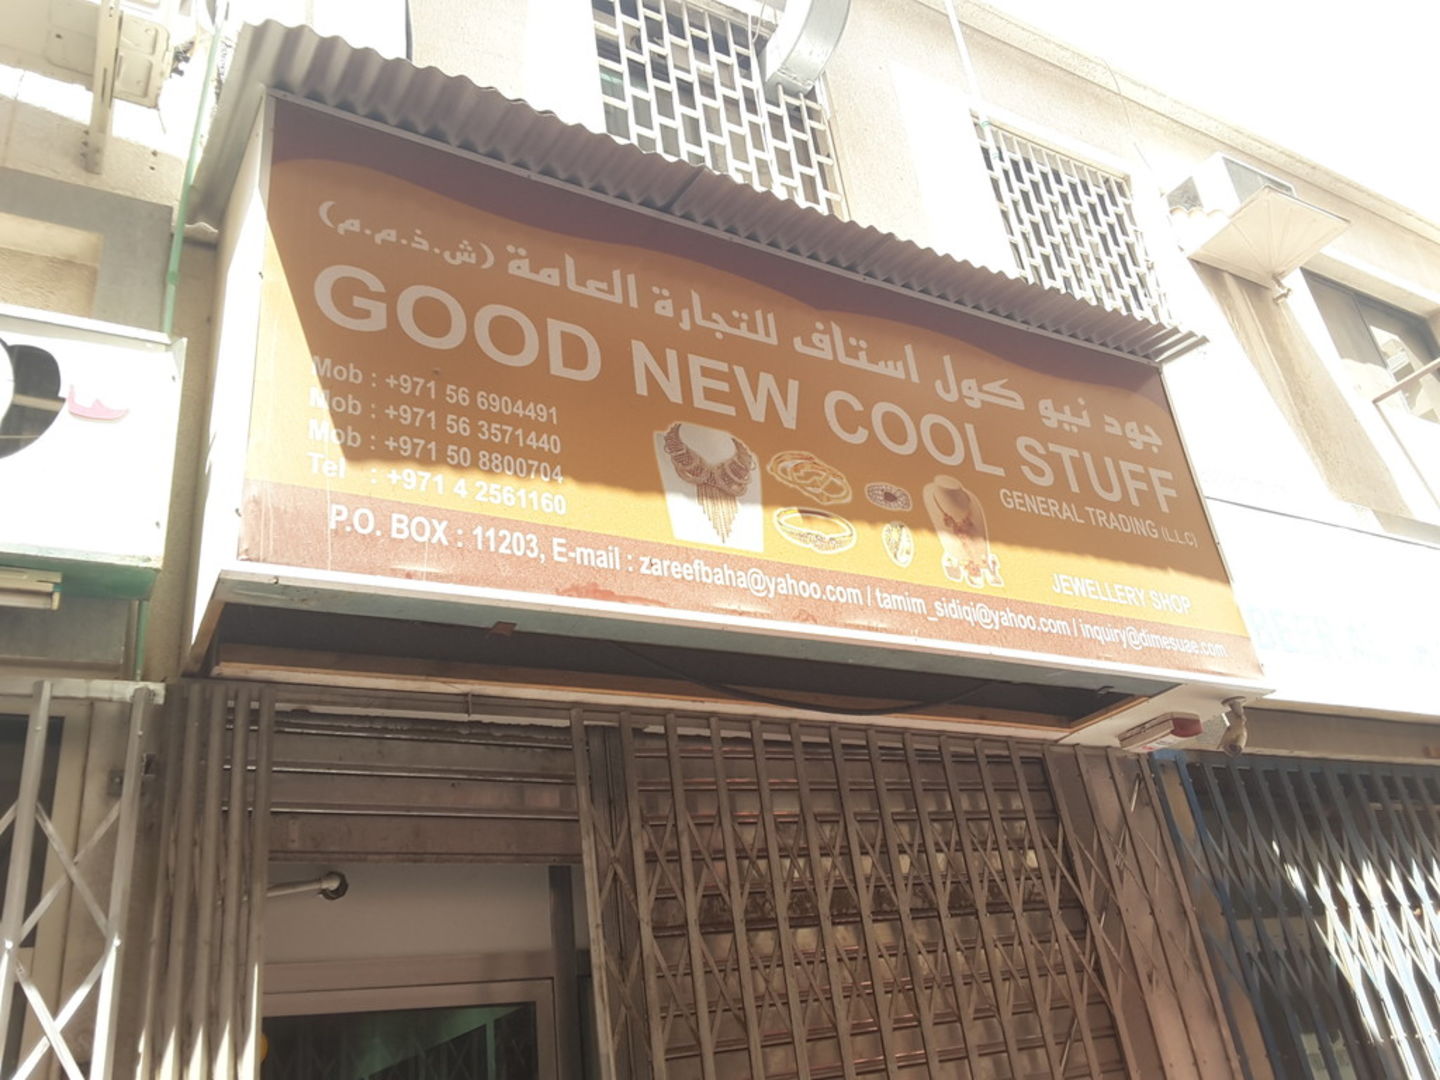 جود نيو كول استاف للتجارة العامة (ش.ذ.م.م)
GOOD NEW COOL STUFF
GENERAL TRADING (L.L.C)
Mob : +971 56 6904491
Mob : +971 56 3571440
Mob : +971 50 8800704
Tel : +971 4 2561160
JEWELLERY SHOP
P.O. BOX : 11203, E-mail : zareefbaha@yahoo.com / tamim_sidiqi@yahoo.com / inquiry@dimesuae.com